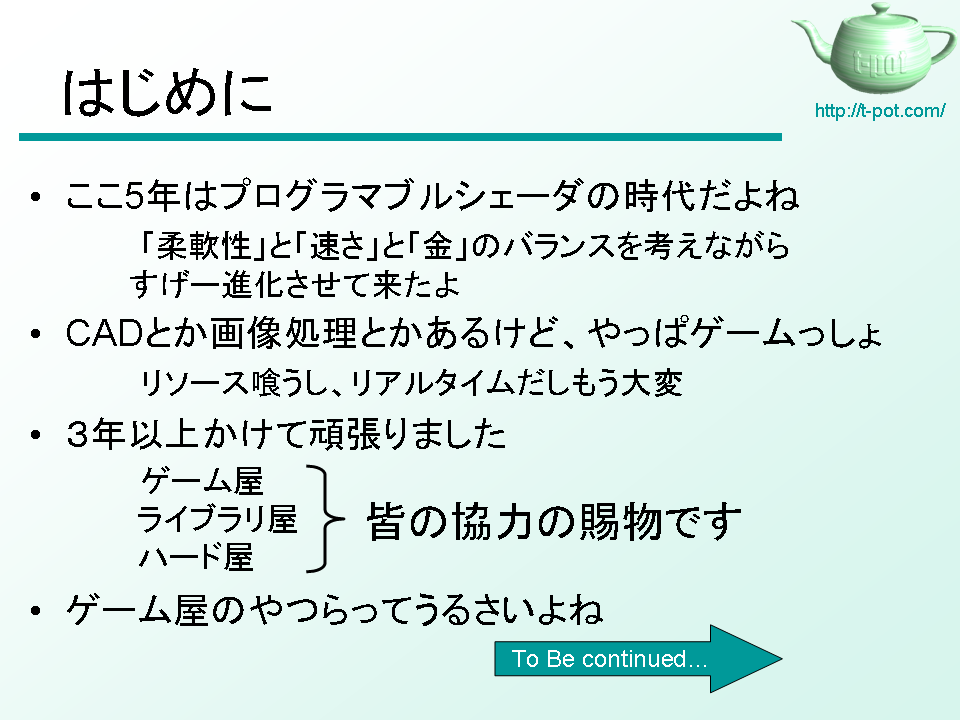 t-pot
http://t-pot.com/
はじめに
• ここ5年はプログラマブルシェーダの時代だよね
「柔軟性」と「速さ」と「金」のバランスを考えながら
すげー進化させて来たよ
• CADとか画像処理とかあるけど、やっぱゲームっしょ
リソース喰うし、リアルタイムだしもう大変
• ３年以上かけて頑張りました
ゲーム屋
ライブラリ屋
ハード屋
皆の協力の賜物です
• ゲーム屋のやつらってうるさいよね
To Be continued…